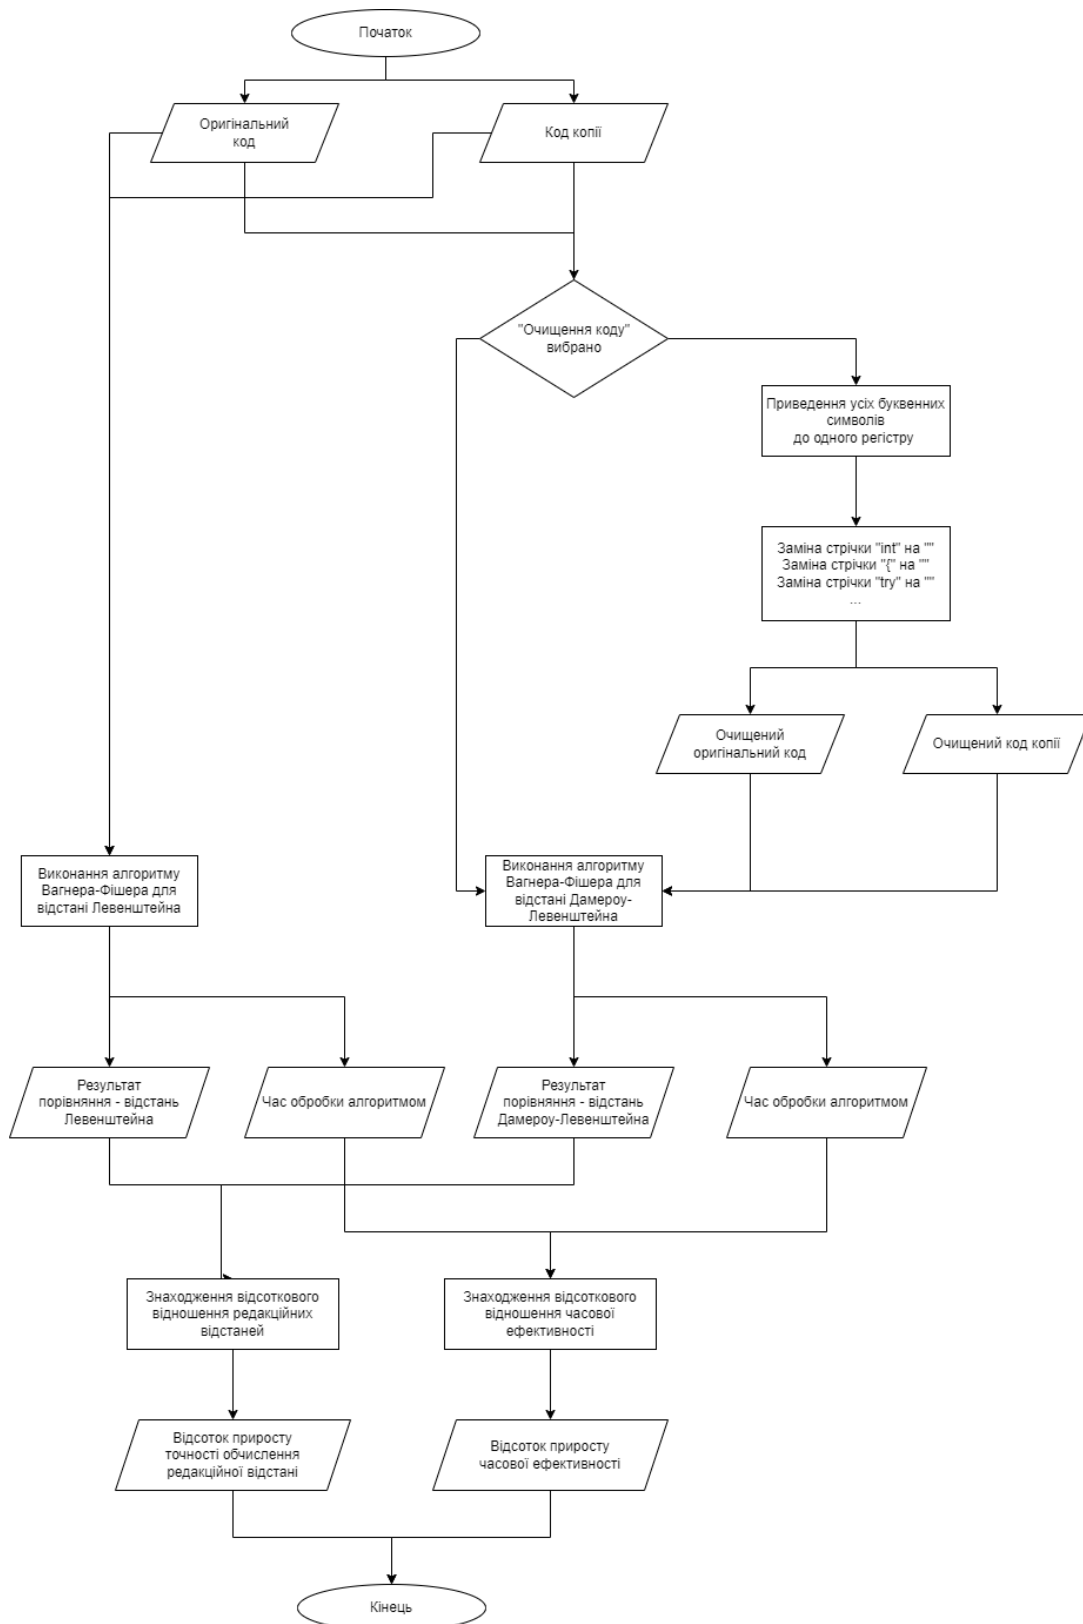 Початок
Оригінальний
код
Код копії
"Очищення коду"
вибрано
Приведення усіх буквенних
символів
до одного регістру
Заміна стрічки "int" на ""
Заміна стрічки "{" на ""
Заміна стрічки "try" на ""
...
Очищений
оригінальний код
Очищений код копії
Виконання алгоритму
Вагнера-Фішера для
відстані Левенштейна
Виконання алгоритму
Вагнера-Фішера для
відстані Дамероу-
Левенштейна
Результат
порівняння - відстань
Левенштейна
Час обробки алгоритмом
Результат
порівняння - відстань
Дамероу-Левенштейна
Час обробки алгоритмом
Знаходження відсоткового
відношення редакційних
відстаней
Знаходження відсоткового
відношення часової
ефективності
Відсоток приросту
точності обчислення
редакційної відстані
Відсоток приросту
часової ефективності
Кінець